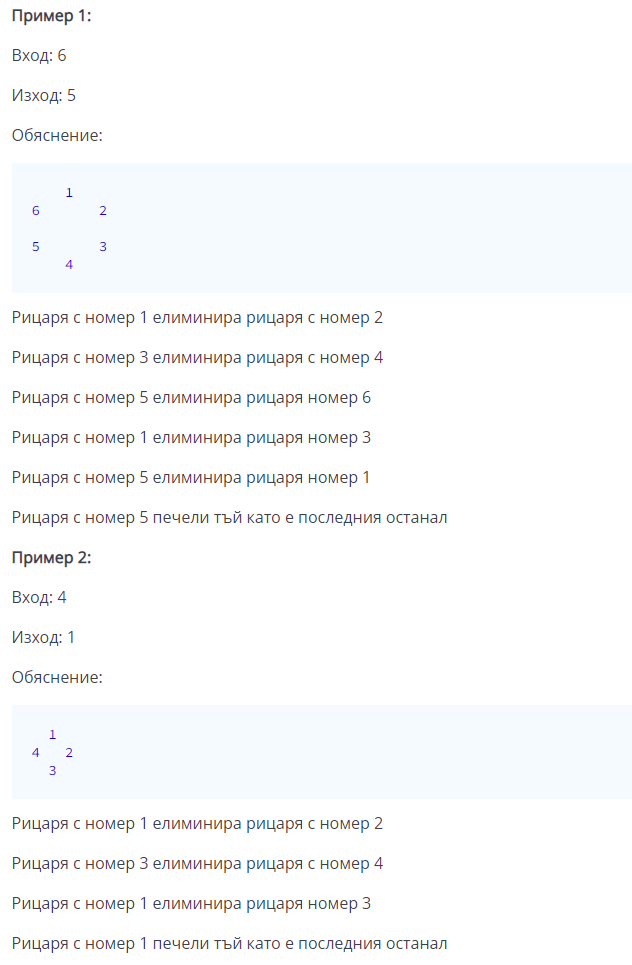 Пример 1:
Вход: 6
Изход: 5
Обяснение:
1
6 2
5 3
4
Рицаря с номер 1 елиминира рицаря с номер 2
Рицаря с номер 3 елиминира рицаря с номер 4
Рицаря с номер 5 елиминира рицаря номер 6
Рицаря с номер 1 елиминира рицаря номер 3
Рицаря с номер 5 елиминира рицаря номер 1
Рицаря с номер 5 печели тъй като е последния останал
Пример 2:
Вход: 4
Изход: 1
Обяснение:
1
4 2
3
Рицаря с номер 1 елиминира рицаря с номер 2
Рицаря с номер 3 елиминира рицаря с номер 4
Рицаря с номер 1 елиминира рицаря номер 3
Рицаря с номер 1 печели тъй като е последния останал